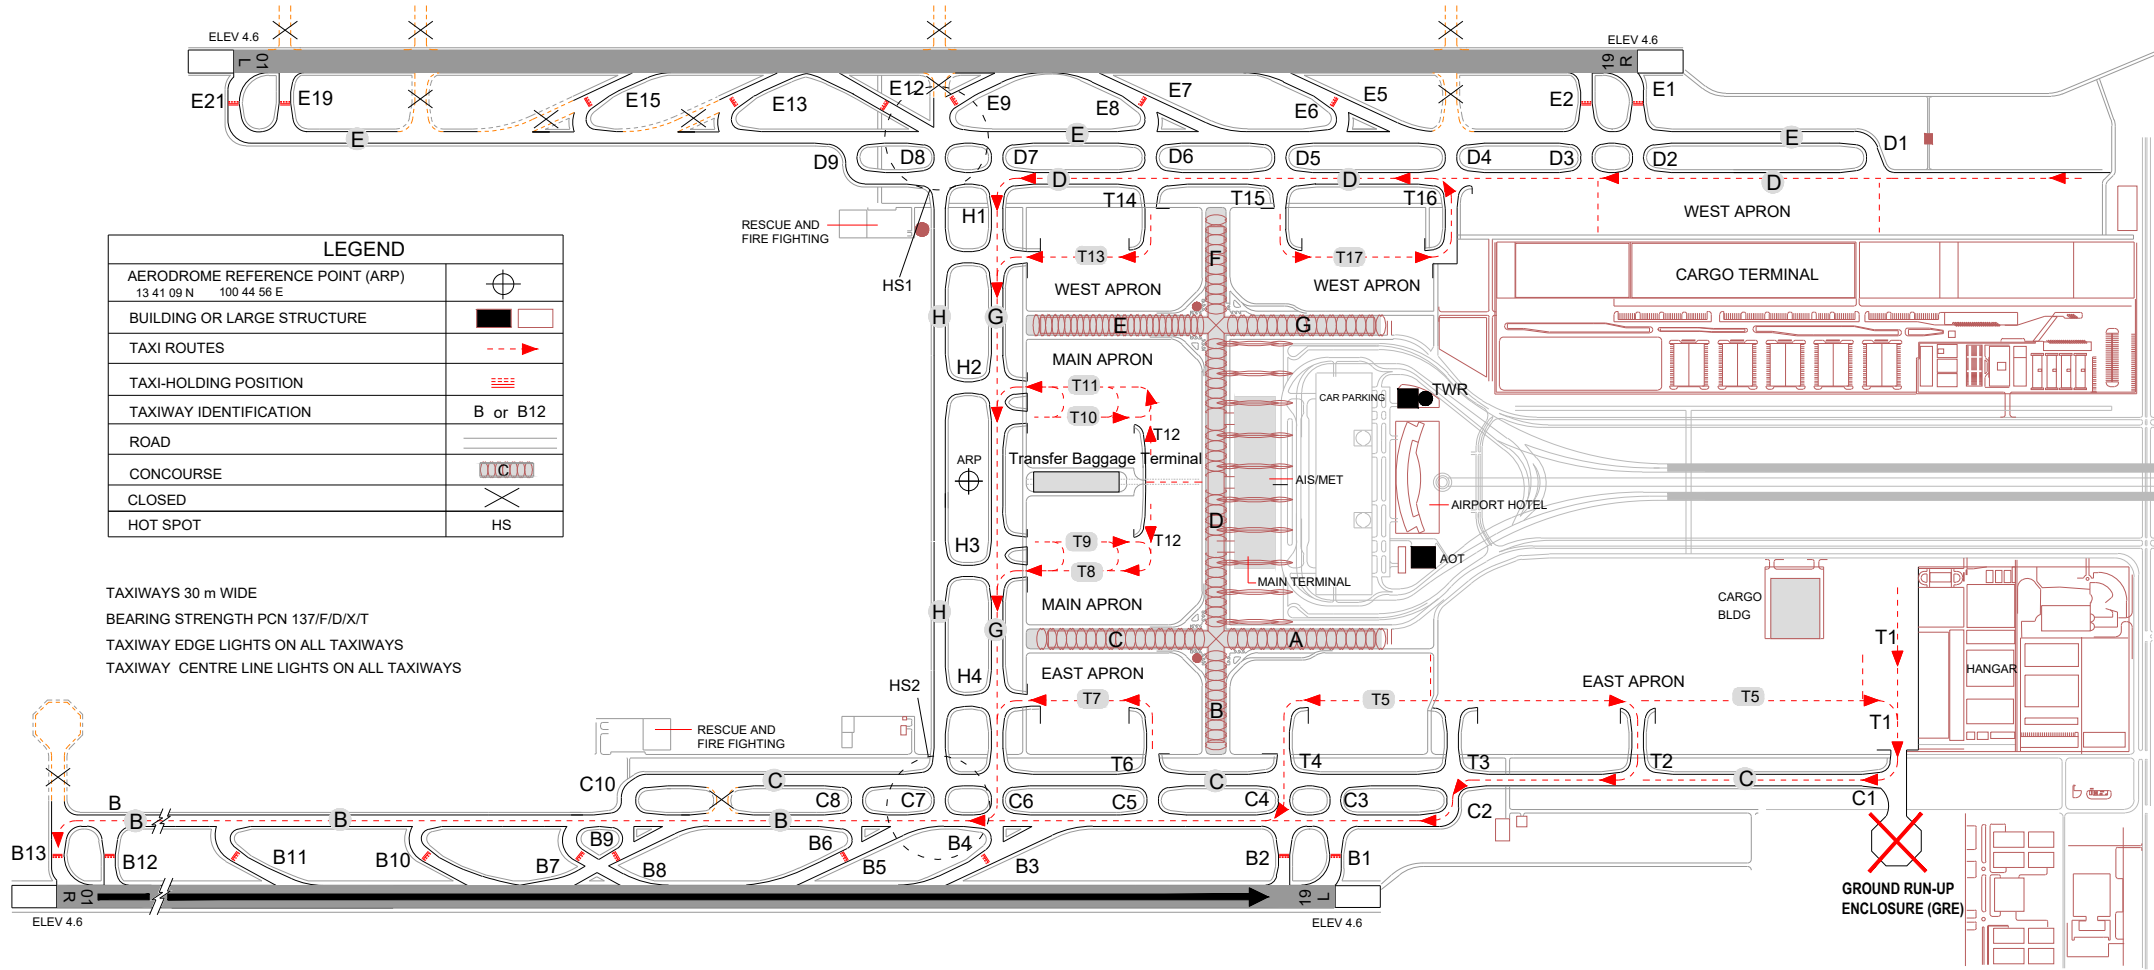 ELEV 4.6
ELEV 4.6
01
L
19
R
E21
E19
E15
E13
E12
E9
E8
E7
E6
E5
E2
E1
E
E
E
D1
D9
D8
D7
D6
D5
D4
D3
D2
D
D
D
H1
T14
T15
T16
WEST APRON
RESCUE AND
FIRE FIGHTING
HS1
T13
T17
F
WEST APRON
WEST APRON
CARGO TERMINAL
LEGEND
AERODROME REFERENCE POINT (ARP)
13 41 09 N 100 44 56 E
BUILDING OR LARGE STRUCTURE
TAXI ROUTES
TAXI-HOLDING POSITION
TAXIWAY IDENTIFICATION B or B12
ROAD
CONCOURSE C
CLOSED
HOT SPOT HS
H
G
E
G
MAIN APRON
H2
T11
T10
T12
CAR PARKING
TWR
ARP
Transfer Baggage Terminal
AIS/MET
AIRPORT HOTEL
D
H3
T9
T12
T8
AOT
MAIN TERMINAL
MAIN APRON
H
G
C
A
CARGO
BLDG
T1
HANGAR
TAXIWAYS 30 m WIDE
BEARING STRENGTH PCN 137/F/D/X/T
TAXIWAY EDGE LIGHTS ON ALL TAXIWAYS
TAXIWAY CENTRE LINE LIGHTS ON ALL TAXIWAYS
HS2
H4
EAST APRON
EAST APRON
T7
B
T5
T5
T1
RESCUE AND
FIRE FIGHTING
T6
T4
T3
T2
C10
C
C
C
C8
C7
C6
C5
C4
C3
C2
C1
B
B
B
B
B13
B12
B11
B10
B9
B7
B8
B6
B5
B4
B3
B2
B1
R
01
19
L
ELEV 4.6
ELEV 4.6
GROUND RUN-UP
ENCLOSURE (GRE)